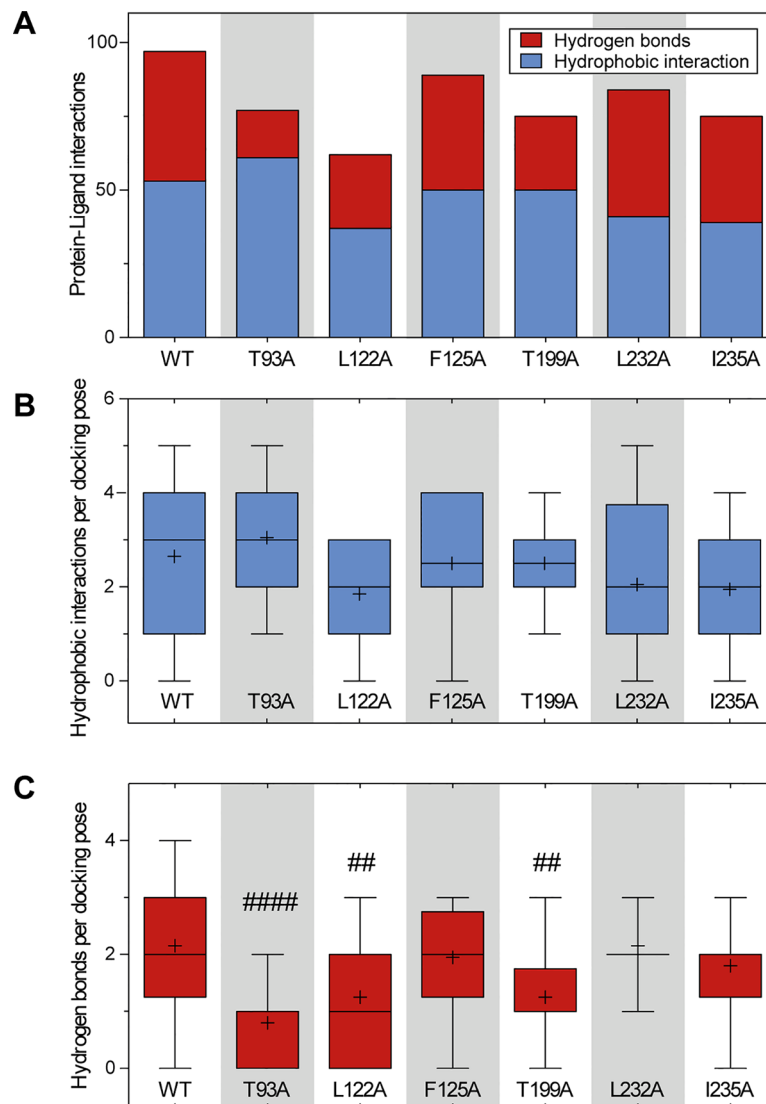 A
Hydrogen bonds
Hydrophobic interaction
Protein-Ligand interactions
100
50
0
WT T93A L122A F125A T199A L232A I235A
B
Hydrophobic interactions per docking pose
6
4
2
0
WT T93A L122A F125A T199A L232A I235A
C
Hydrogen bonds per docking pose
4
2
0
#### ## ##
WT T93A L122A F125A T199A L232A I235A